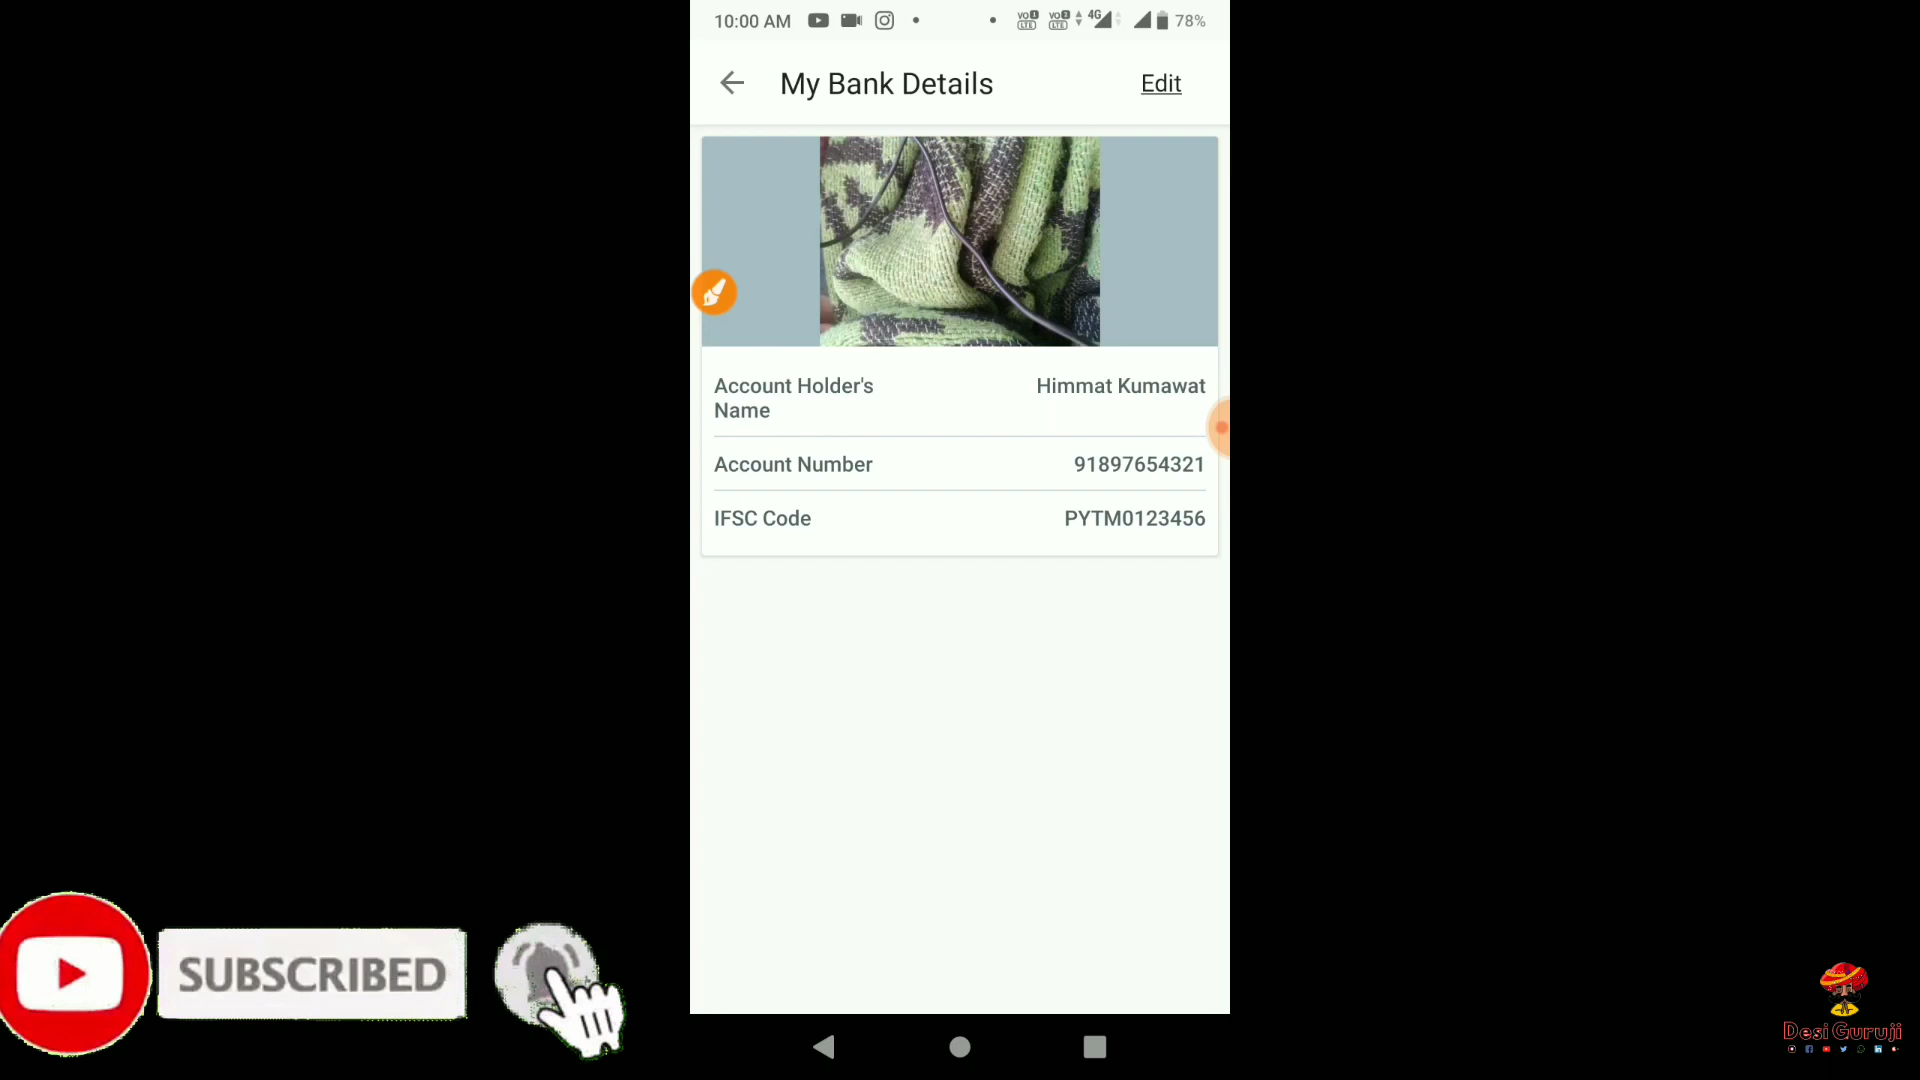 10:00 AM 4G 78%
My Bank Details Edit
Account Holder's
Name
Himmat Kumawat
Account Number 91897654321
IFSC Code PYTM0123456
SUBSCRIBED
Desi Guruji